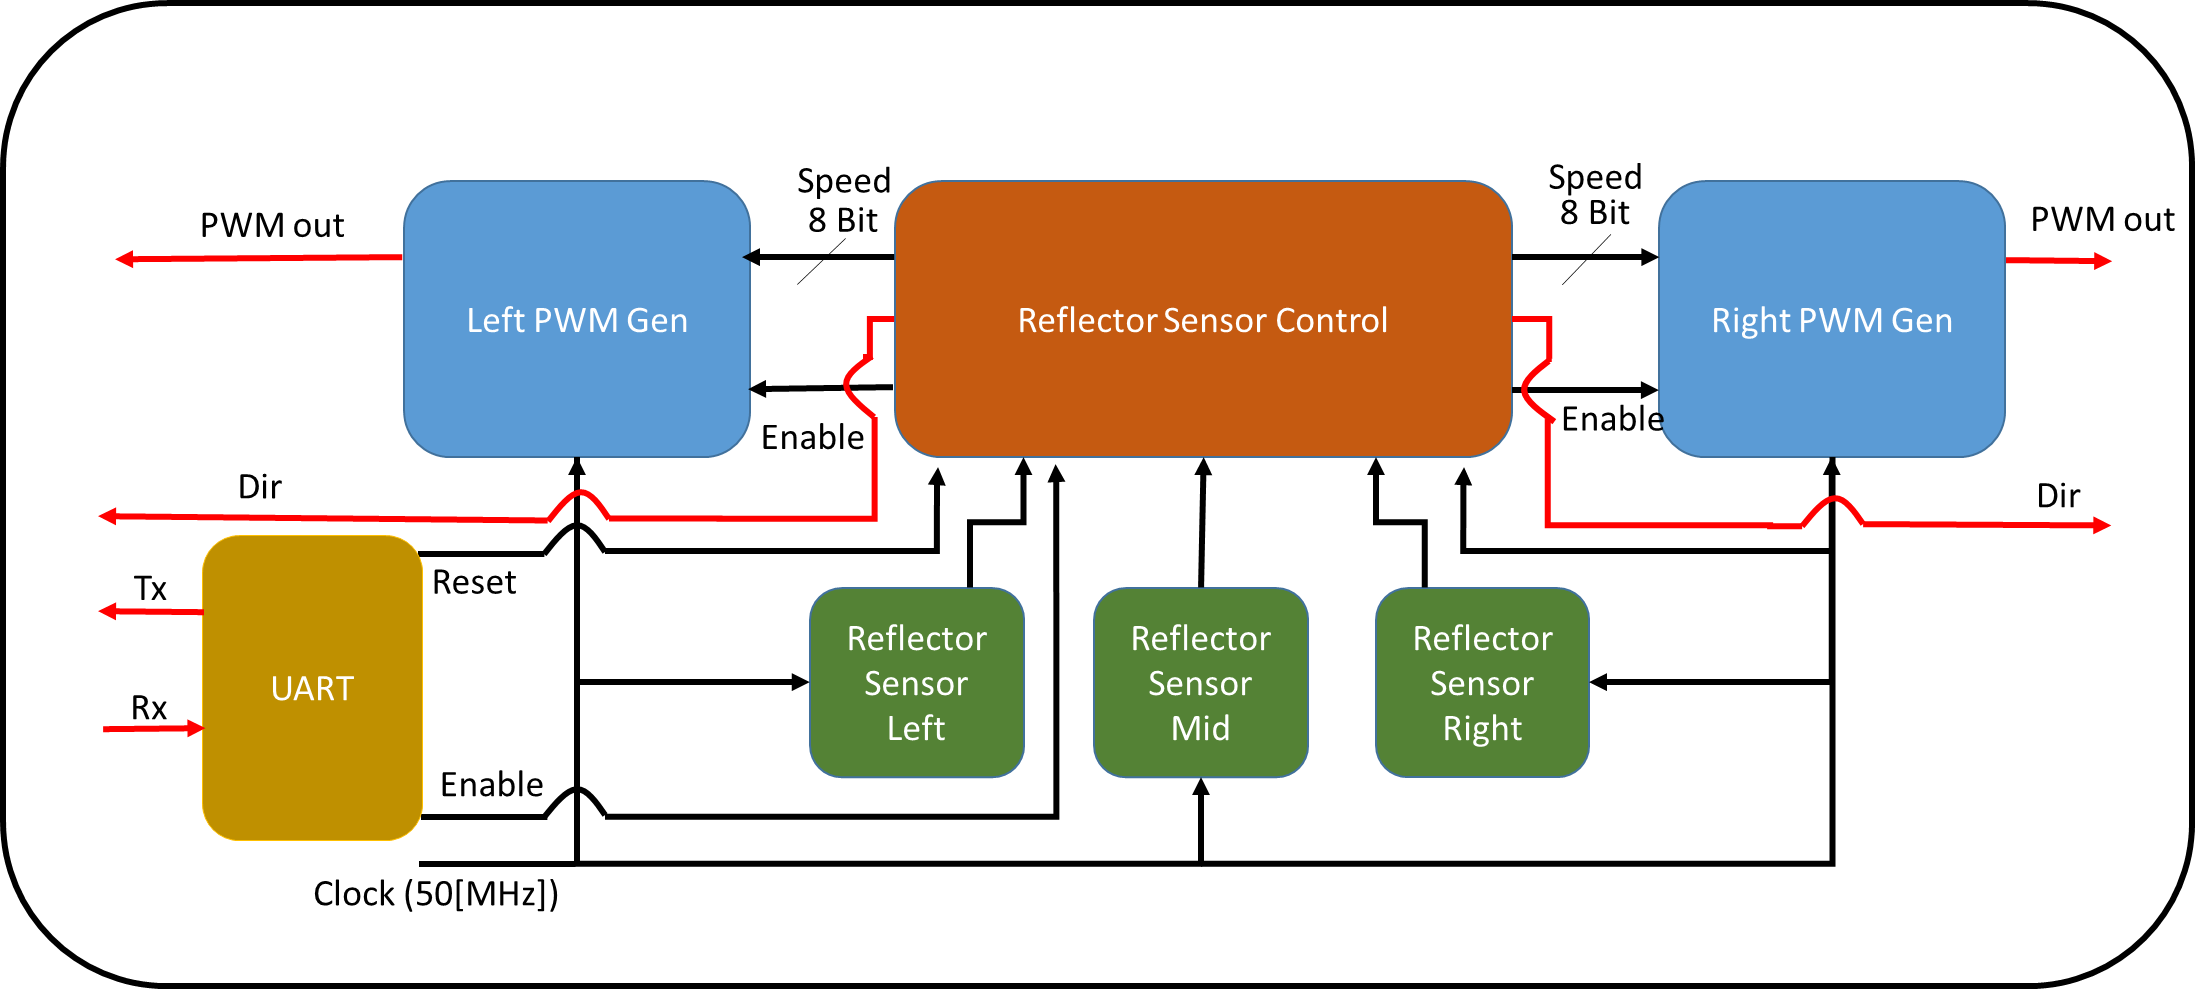 Speed
8 Bit
Speed
8 Bit
PWM out
PWM out
Left PWM Gen
Reflector Sensor Control
Right PWM Gen
Enable
Enable
Dir
Dir
Reset
Tx
UART
Rx
Reflector
Sensor
Left
Reflector
Sensor
Mid
Reflector
Sensor
Right
Enable
Clock (50[MHz])